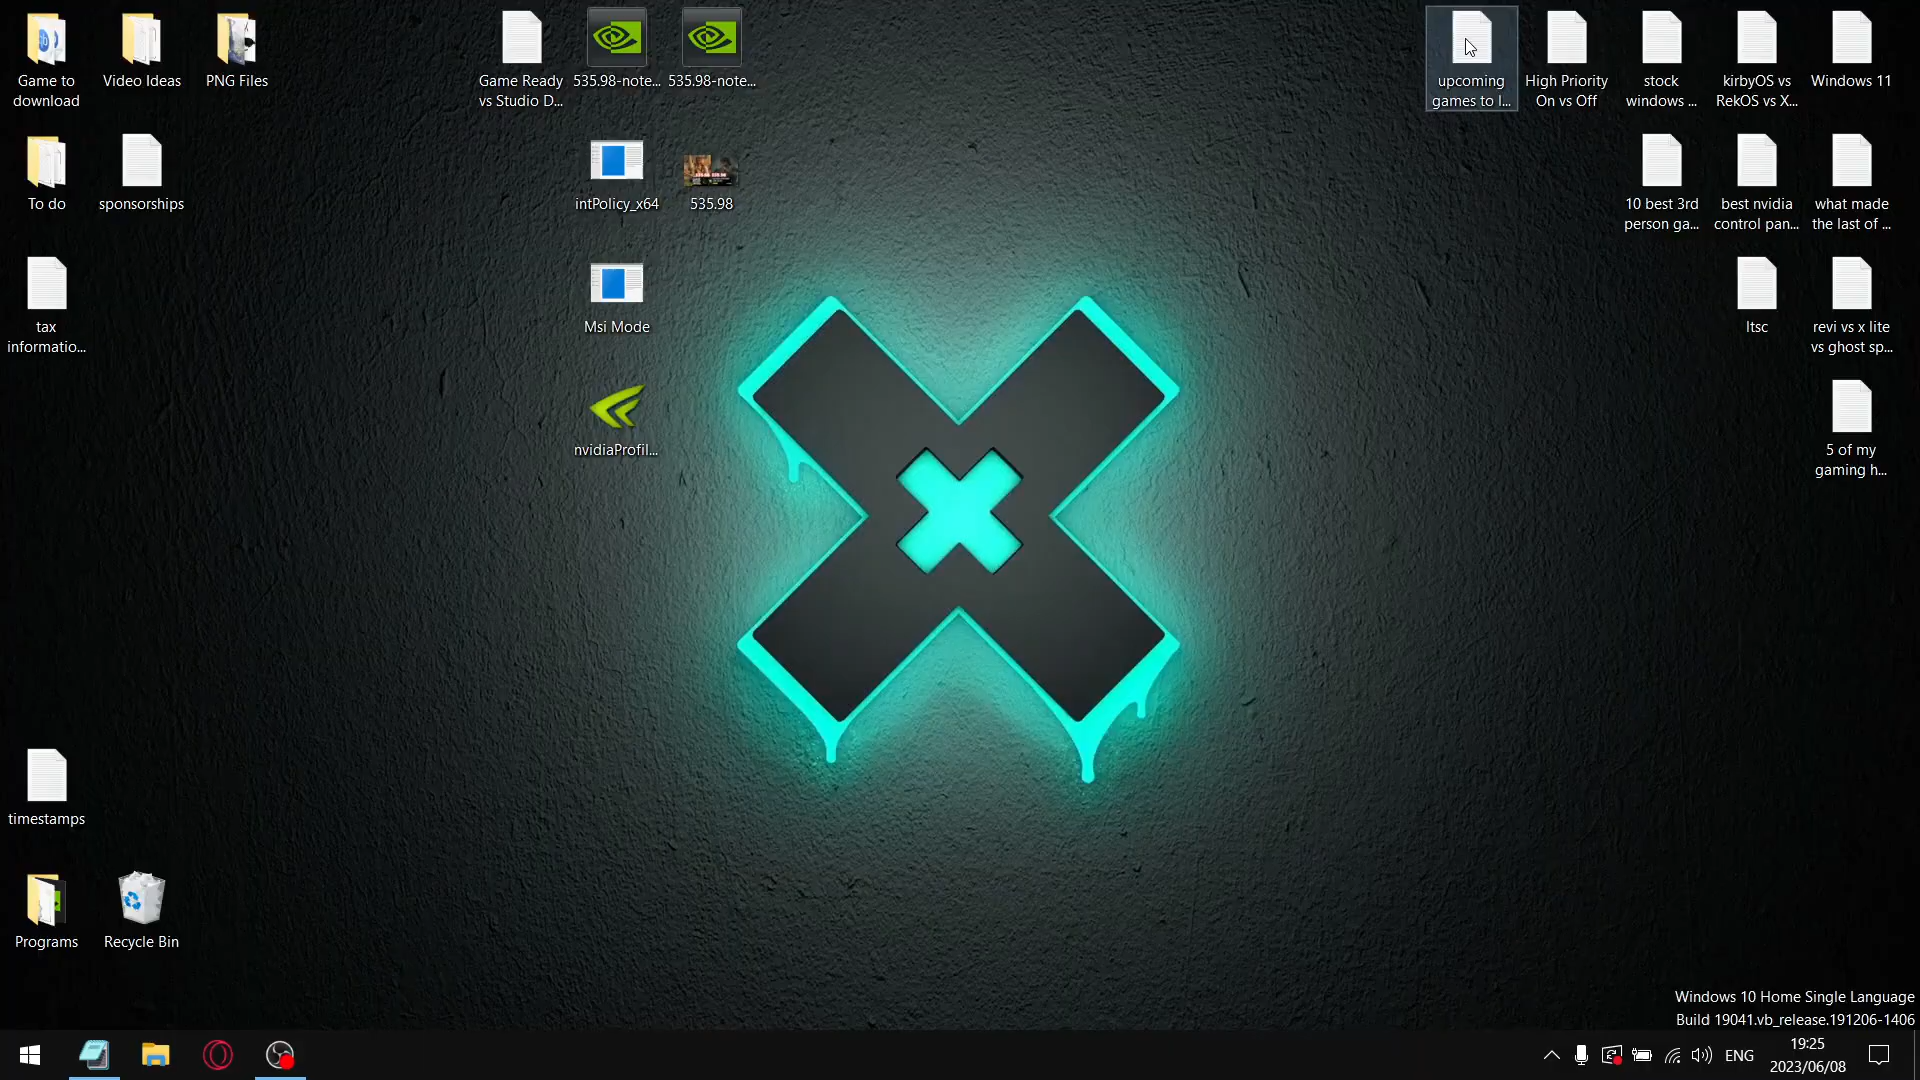 Game to
download
Video Ideas
PNG Files
Game Ready
vs Studio D...
535.98-note...
535.98-note...
upcoming
games to l...
High Priority
On vs Off
stock
windows ...
kirbyOS vs
RekOS vs X...
Windows 11
To do
sponsorships
intPolicy_x64
535.98
10 best 3rd
person ga...
best nvidia
control pan...
what made
the last of ...
tax
informatio...
Msi Mode
ltsc
revi vs x lite
vs ghost sp...
nvidiaProfil...
5 of my
gaming h...
timestamps
Programs
Recycle Bin
Windows 10 Home Single Language
Build 19041.vb_release.191206-1406
ENG
19:25
2023/06/08